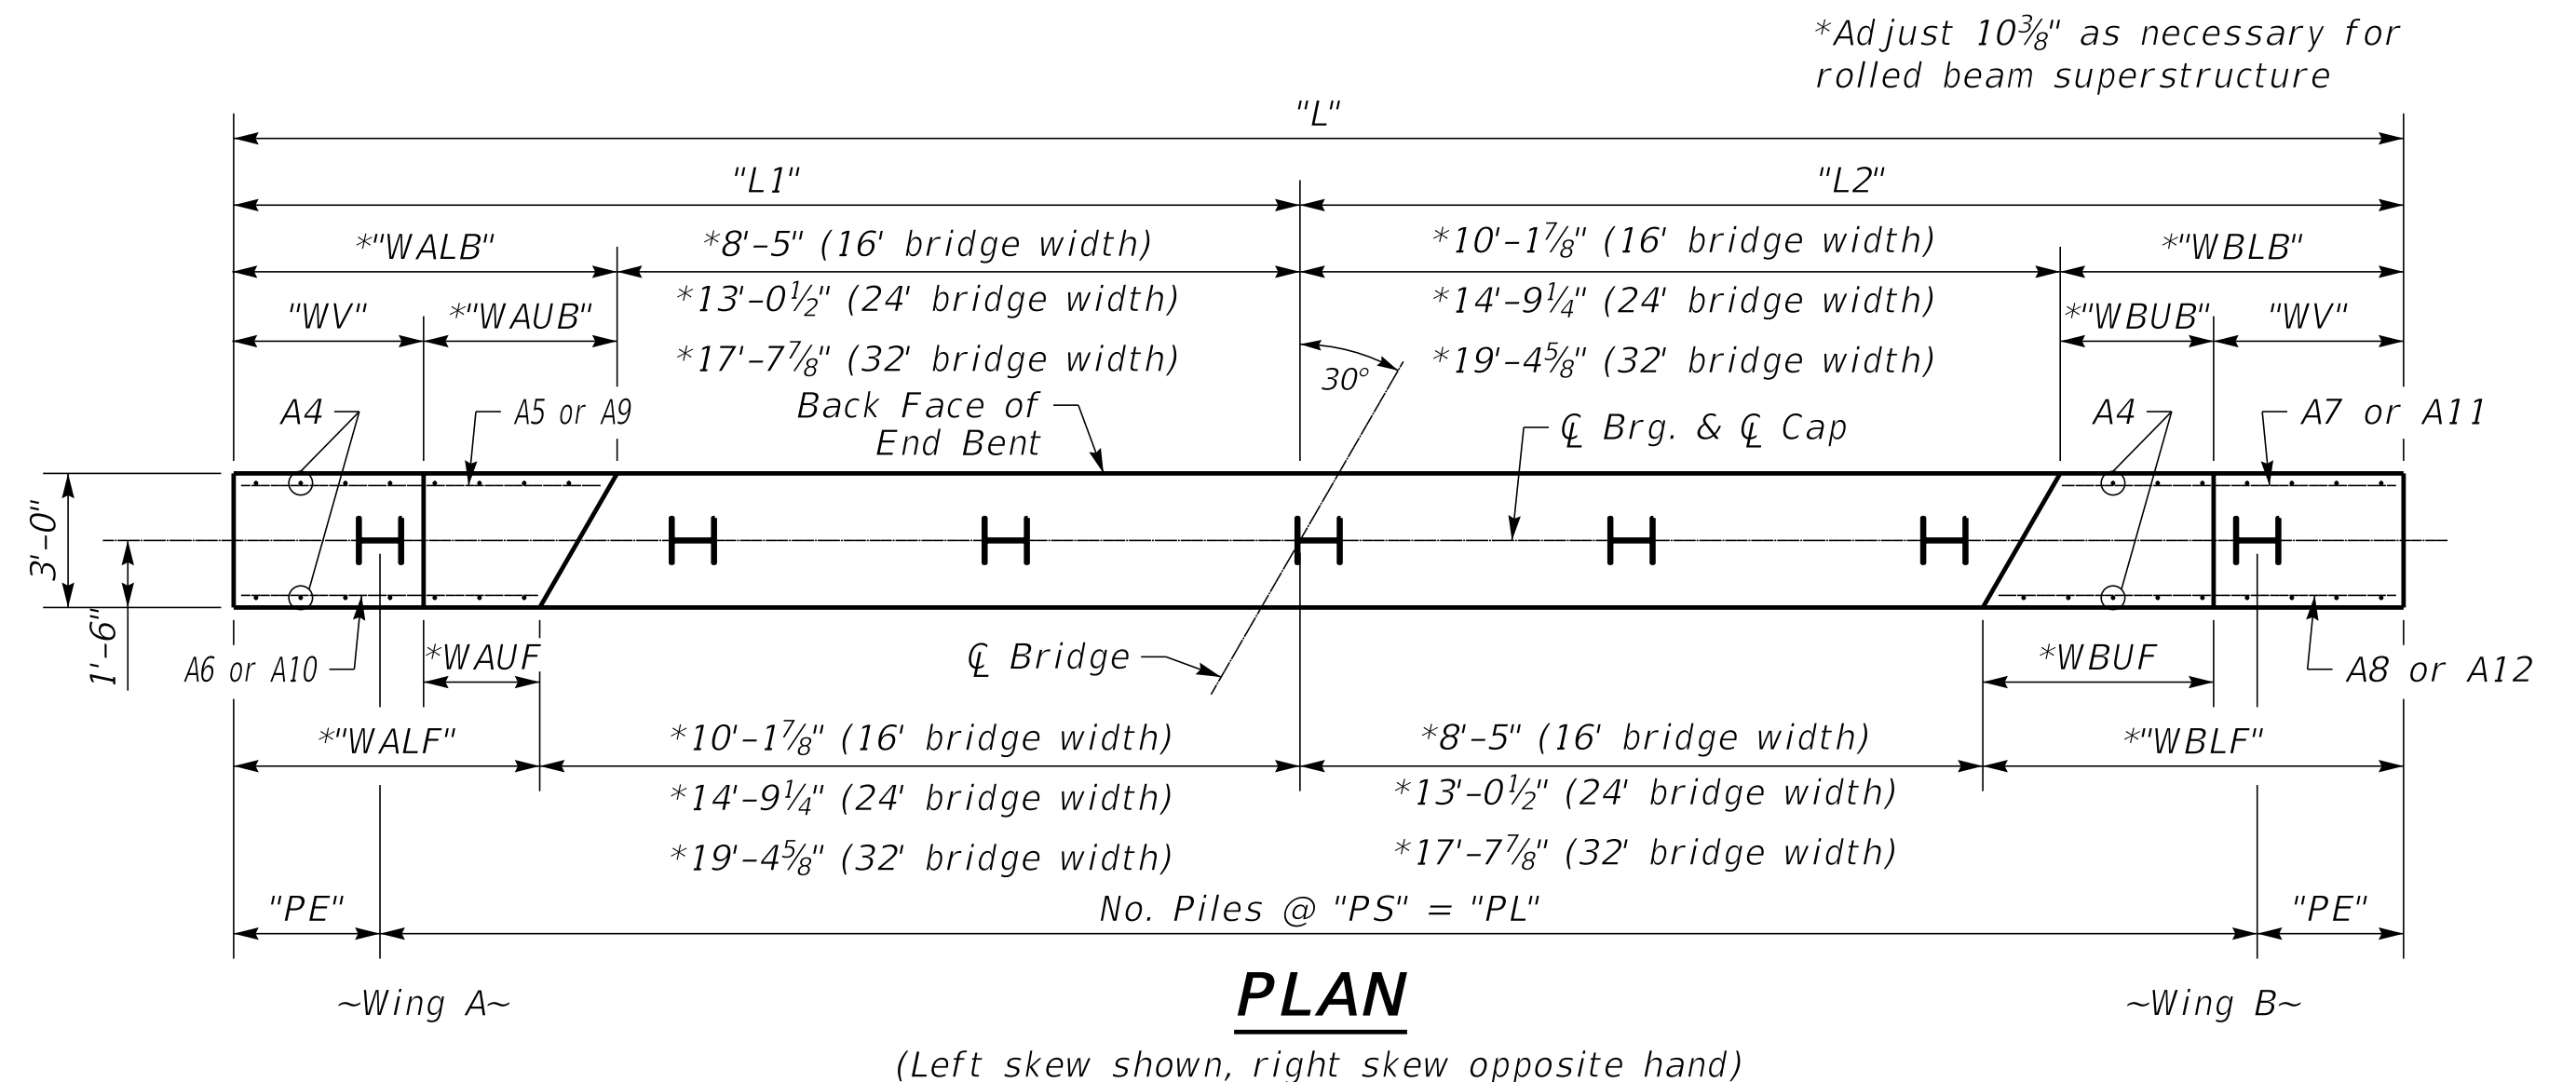 *Adjust 10⅜" as necessary for
rolled beam superstructure
"L"
"L1"
"L2"
*"WALB"
*8'–5" (16' bridge width)
*10'–1⅞" (16' bridge width)
*"WBLB"
"WV"
*"WAUB"
*13'–0½" (24' bridge width)
*14'–9¼" (24' bridge width)
*"WBUB"
"WV"
*17'–7⅞" (32' bridge width)
*19'–4⅝" (32' bridge width)
30°
A4
A5 or A9
Back Face of
End Bent
℄ Brg. & ℄ Cap
A4
A7 or A11
3'–0"
1'–6"
A6 or A10
*WAUF
℄ Bridge
*WBUF
A8 or A12
*"WALF"
*10'–1⅞" (16' bridge width)
*8'–5" (16' bridge width)
*"WBLF"
*14'–9¼" (24' bridge width)
*13'–0½" (24' bridge width)
*19'–4⅝" (32' bridge width)
*17'–7⅞" (32' bridge width)
"PE"
No. Piles @ "PS" = "PL"
"PE"
~Wing A~
PLAN
~Wing B~
(Left skew shown, right skew opposite hand)